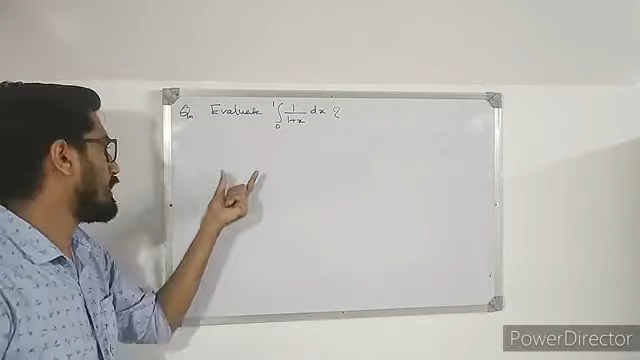 Qn Evaluate ∫₀¹ 1/(1+x) dx ?
PowerDirector